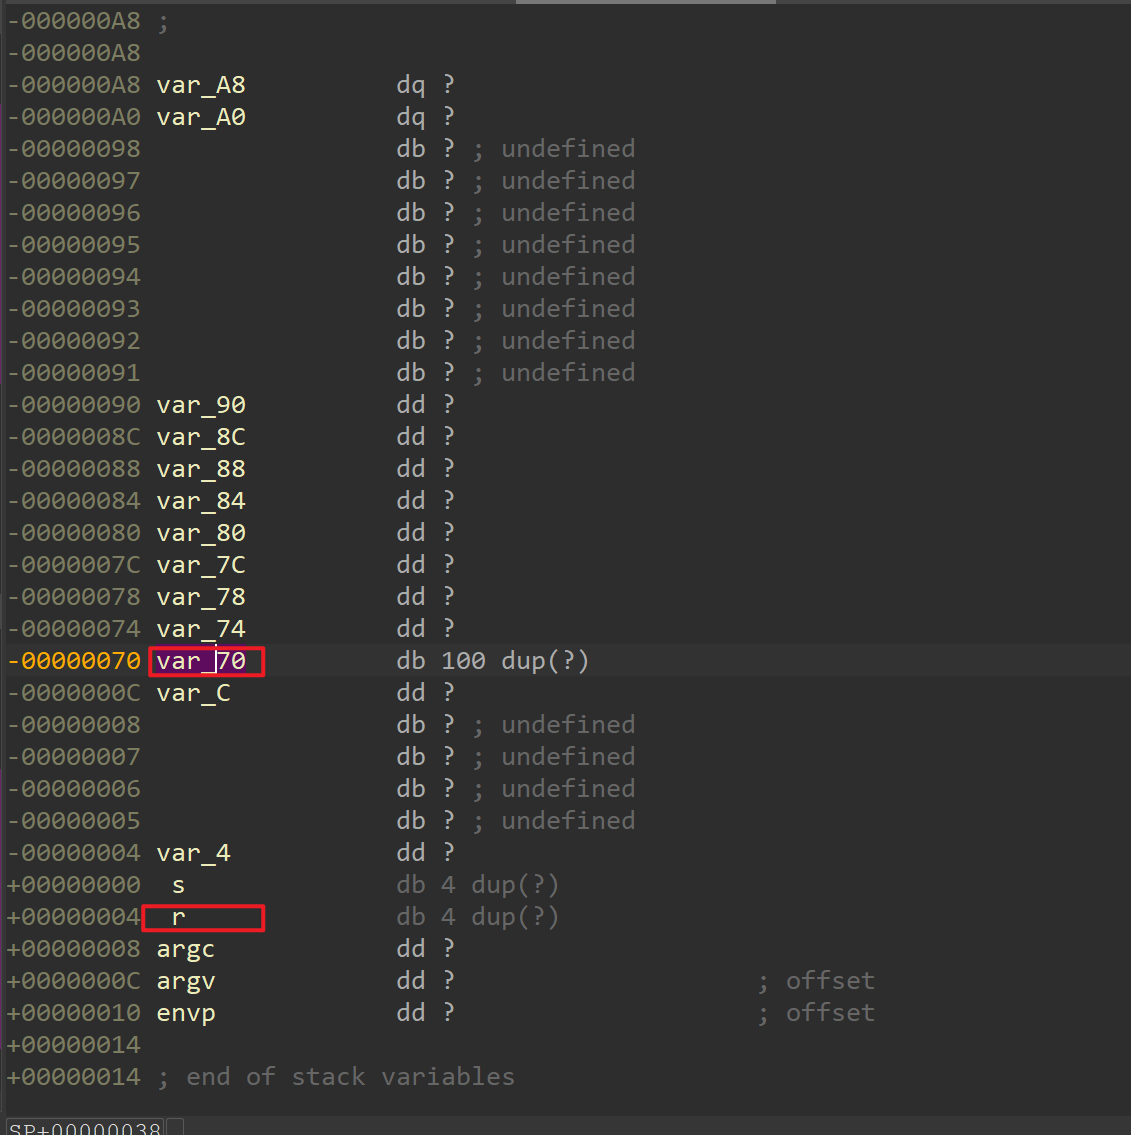 -000000A8 ;
-000000A8
-000000A8 var_A8 dq ?
-000000A0 var_A0 dq ?
-00000098 db ? ; undefined
-00000097 db ? ; undefined
-00000096 db ? ; undefined
-00000095 db ? ; undefined
-00000094 db ? ; undefined
-00000093 db ? ; undefined
-00000092 db ? ; undefined
-00000091 db ? ; undefined
-00000090 var_90 dd ?
-0000008C var_8C dd ?
-00000088 var_88 dd ?
-00000084 var_84 dd ?
-00000080 var_80 dd ?
-0000007C var_7C dd ?
-00000078 var_78 dd ?
-00000074 var_74 dd ?
-00000070 var_70 db 100 dup(?)
-0000000C var_C dd ?
-00000008 db ? ; undefined
-00000007 db ? ; undefined
-00000006 db ? ; undefined
-00000005 db ? ; undefined
-00000004 var_4 dd ?
+00000000 s db 4 dup(?)
+00000004 r db 4 dup(?)
+00000008 argc dd ?
+0000000C argv dd ? ; offset
+00000010 envp dd ? ; offset
+00000014
+00000014 ; end of stack variables
SP+00000038